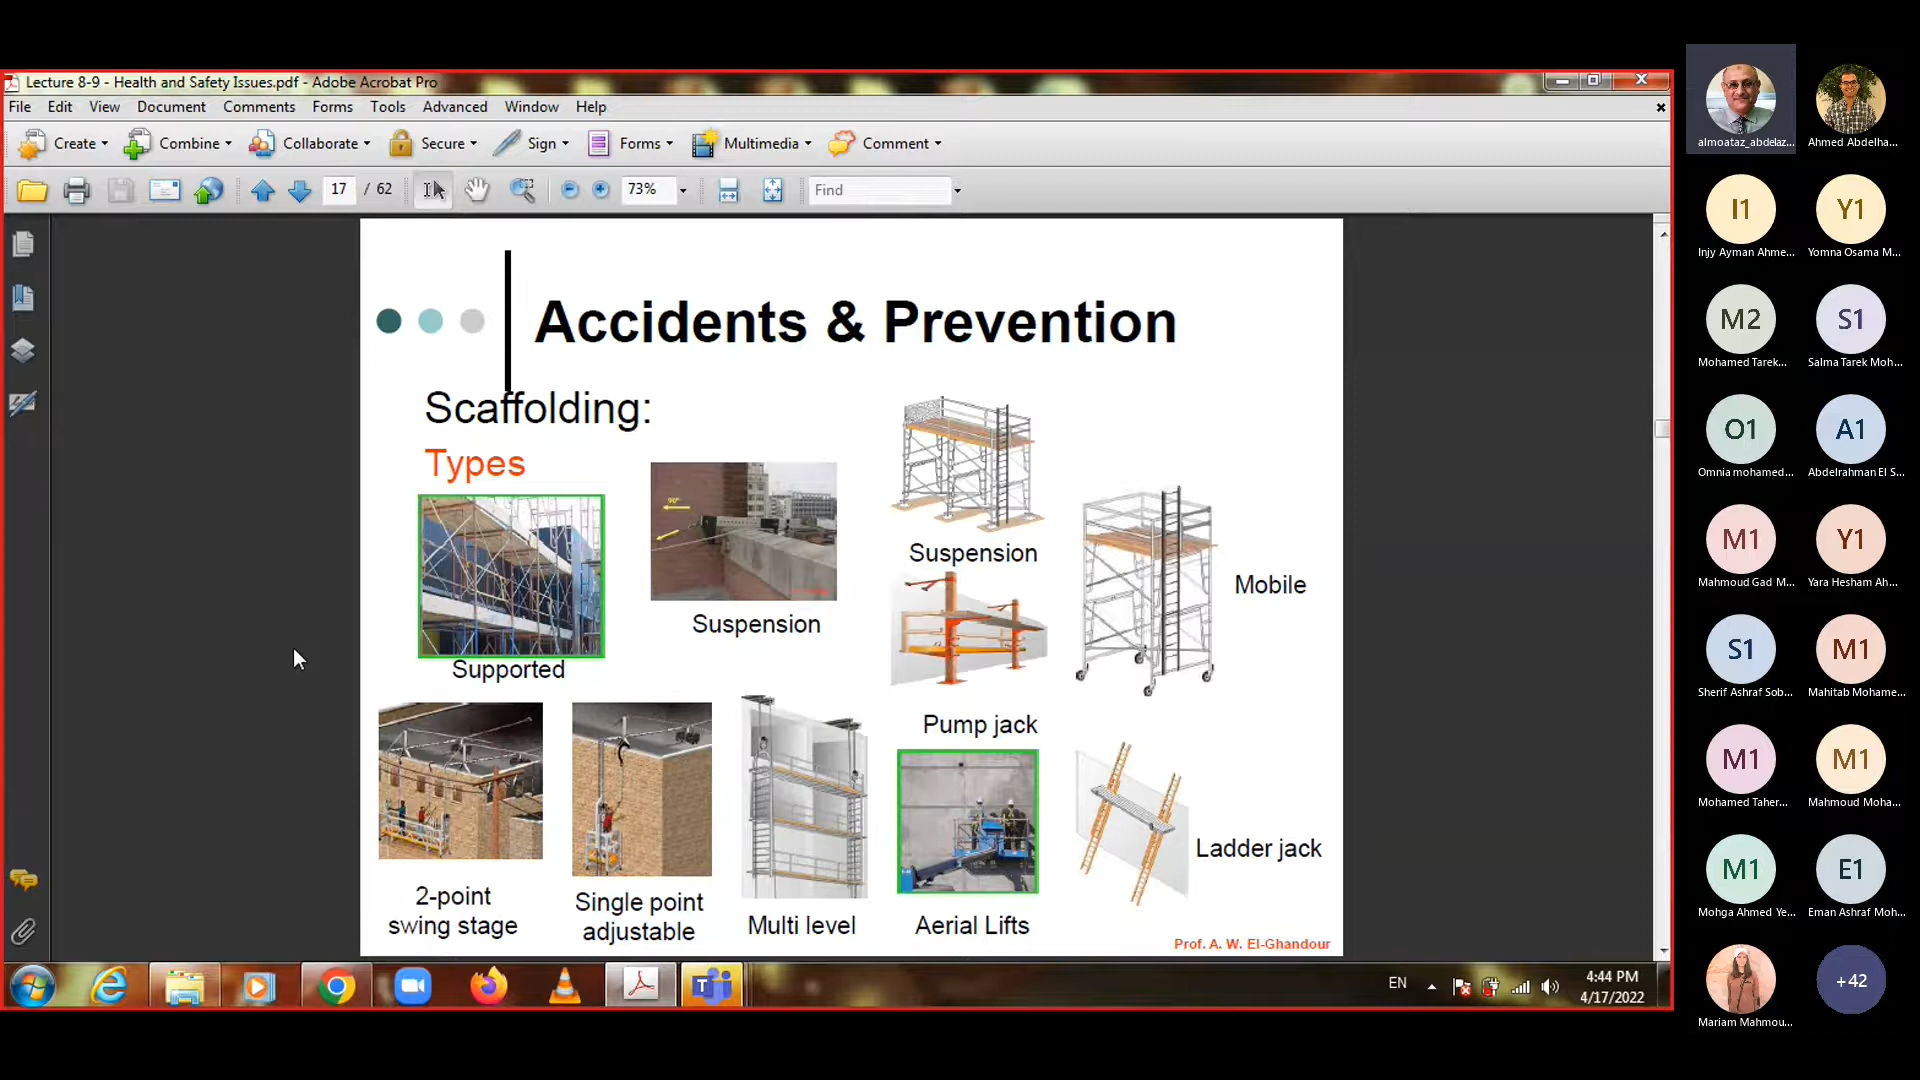 Lecture 8-9 - Health and Safety Issues.pdf - Adobe Acrobat Pro
File Edit View Document Comments Forms Tools Advanced Window Help
Create Combine Collaborate Secure Sign Forms Multimedia Comment
17 / 62 73% Find
Accidents & Prevention
Scaffolding:
Types
90°
Suspension
Mobile
Suspension
Supported
Pump jack
Ladder jack
2-point
swing stage
Single point
adjustable
Multi level
Aerial Lifts
Prof. A. W. El-Ghandour
EN
4:44 PM
4/17/2022
almoataz_abdelaz...
Ahmed Abdelha...
I1
Y1
Injy Ayman Ahme...
Yomna Osama M...
M2
S1
Mohamed Tarek...
Salma Tarek Moh...
O1
A1
Omnia mohamed...
Abdelrahman El S...
M1
Y1
Mahmoud Gad M...
Yara Hesham Ah...
S1
M1
Sherif Ashraf Sob...
Mahitab Mohame...
M1
M1
Mohamed Taher...
Mahmoud Moha...
M1
E1
Mohga Ahmed Ye...
Eman Ashraf Moh...
+42
Mariam Mahmou...